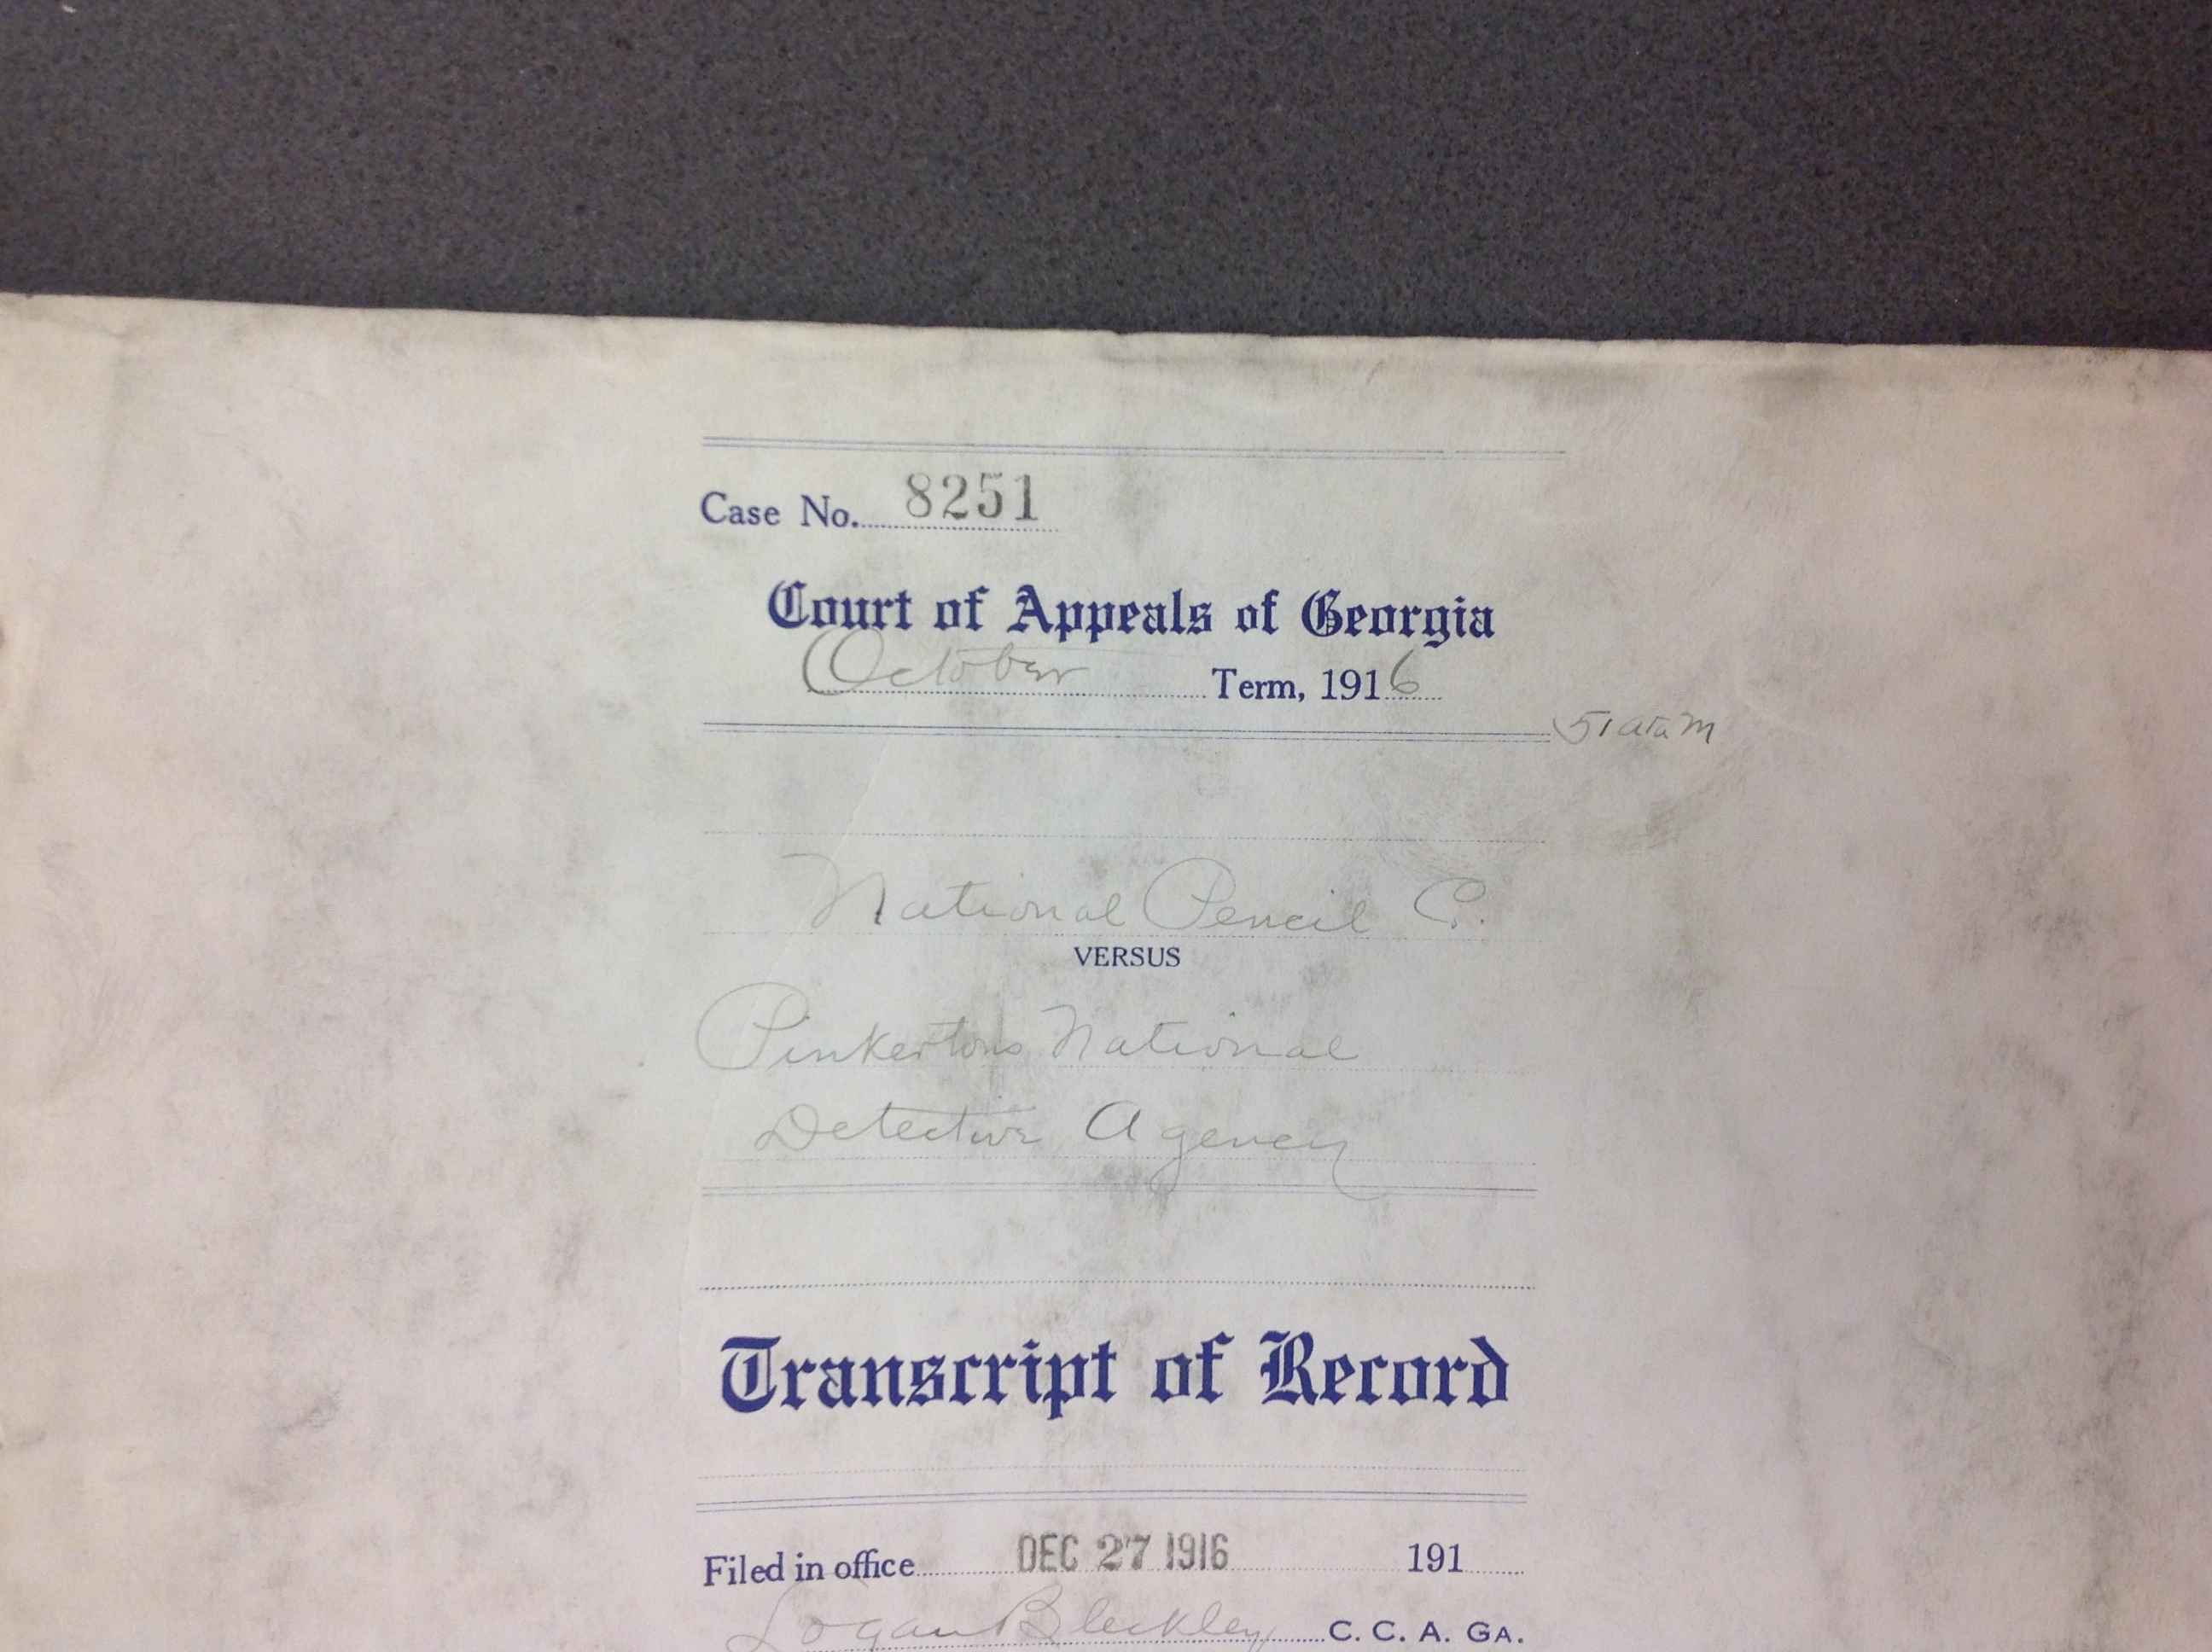 Case No. 8251
Court of Appeals of Georgia
October Term, 1916
National Pencil C.
VERSUS
Pinkertons National
Detective Agency
Transcript of Record
Filed in office DEC 27 1916 191
Logan Bleckley C. C. A. GA.